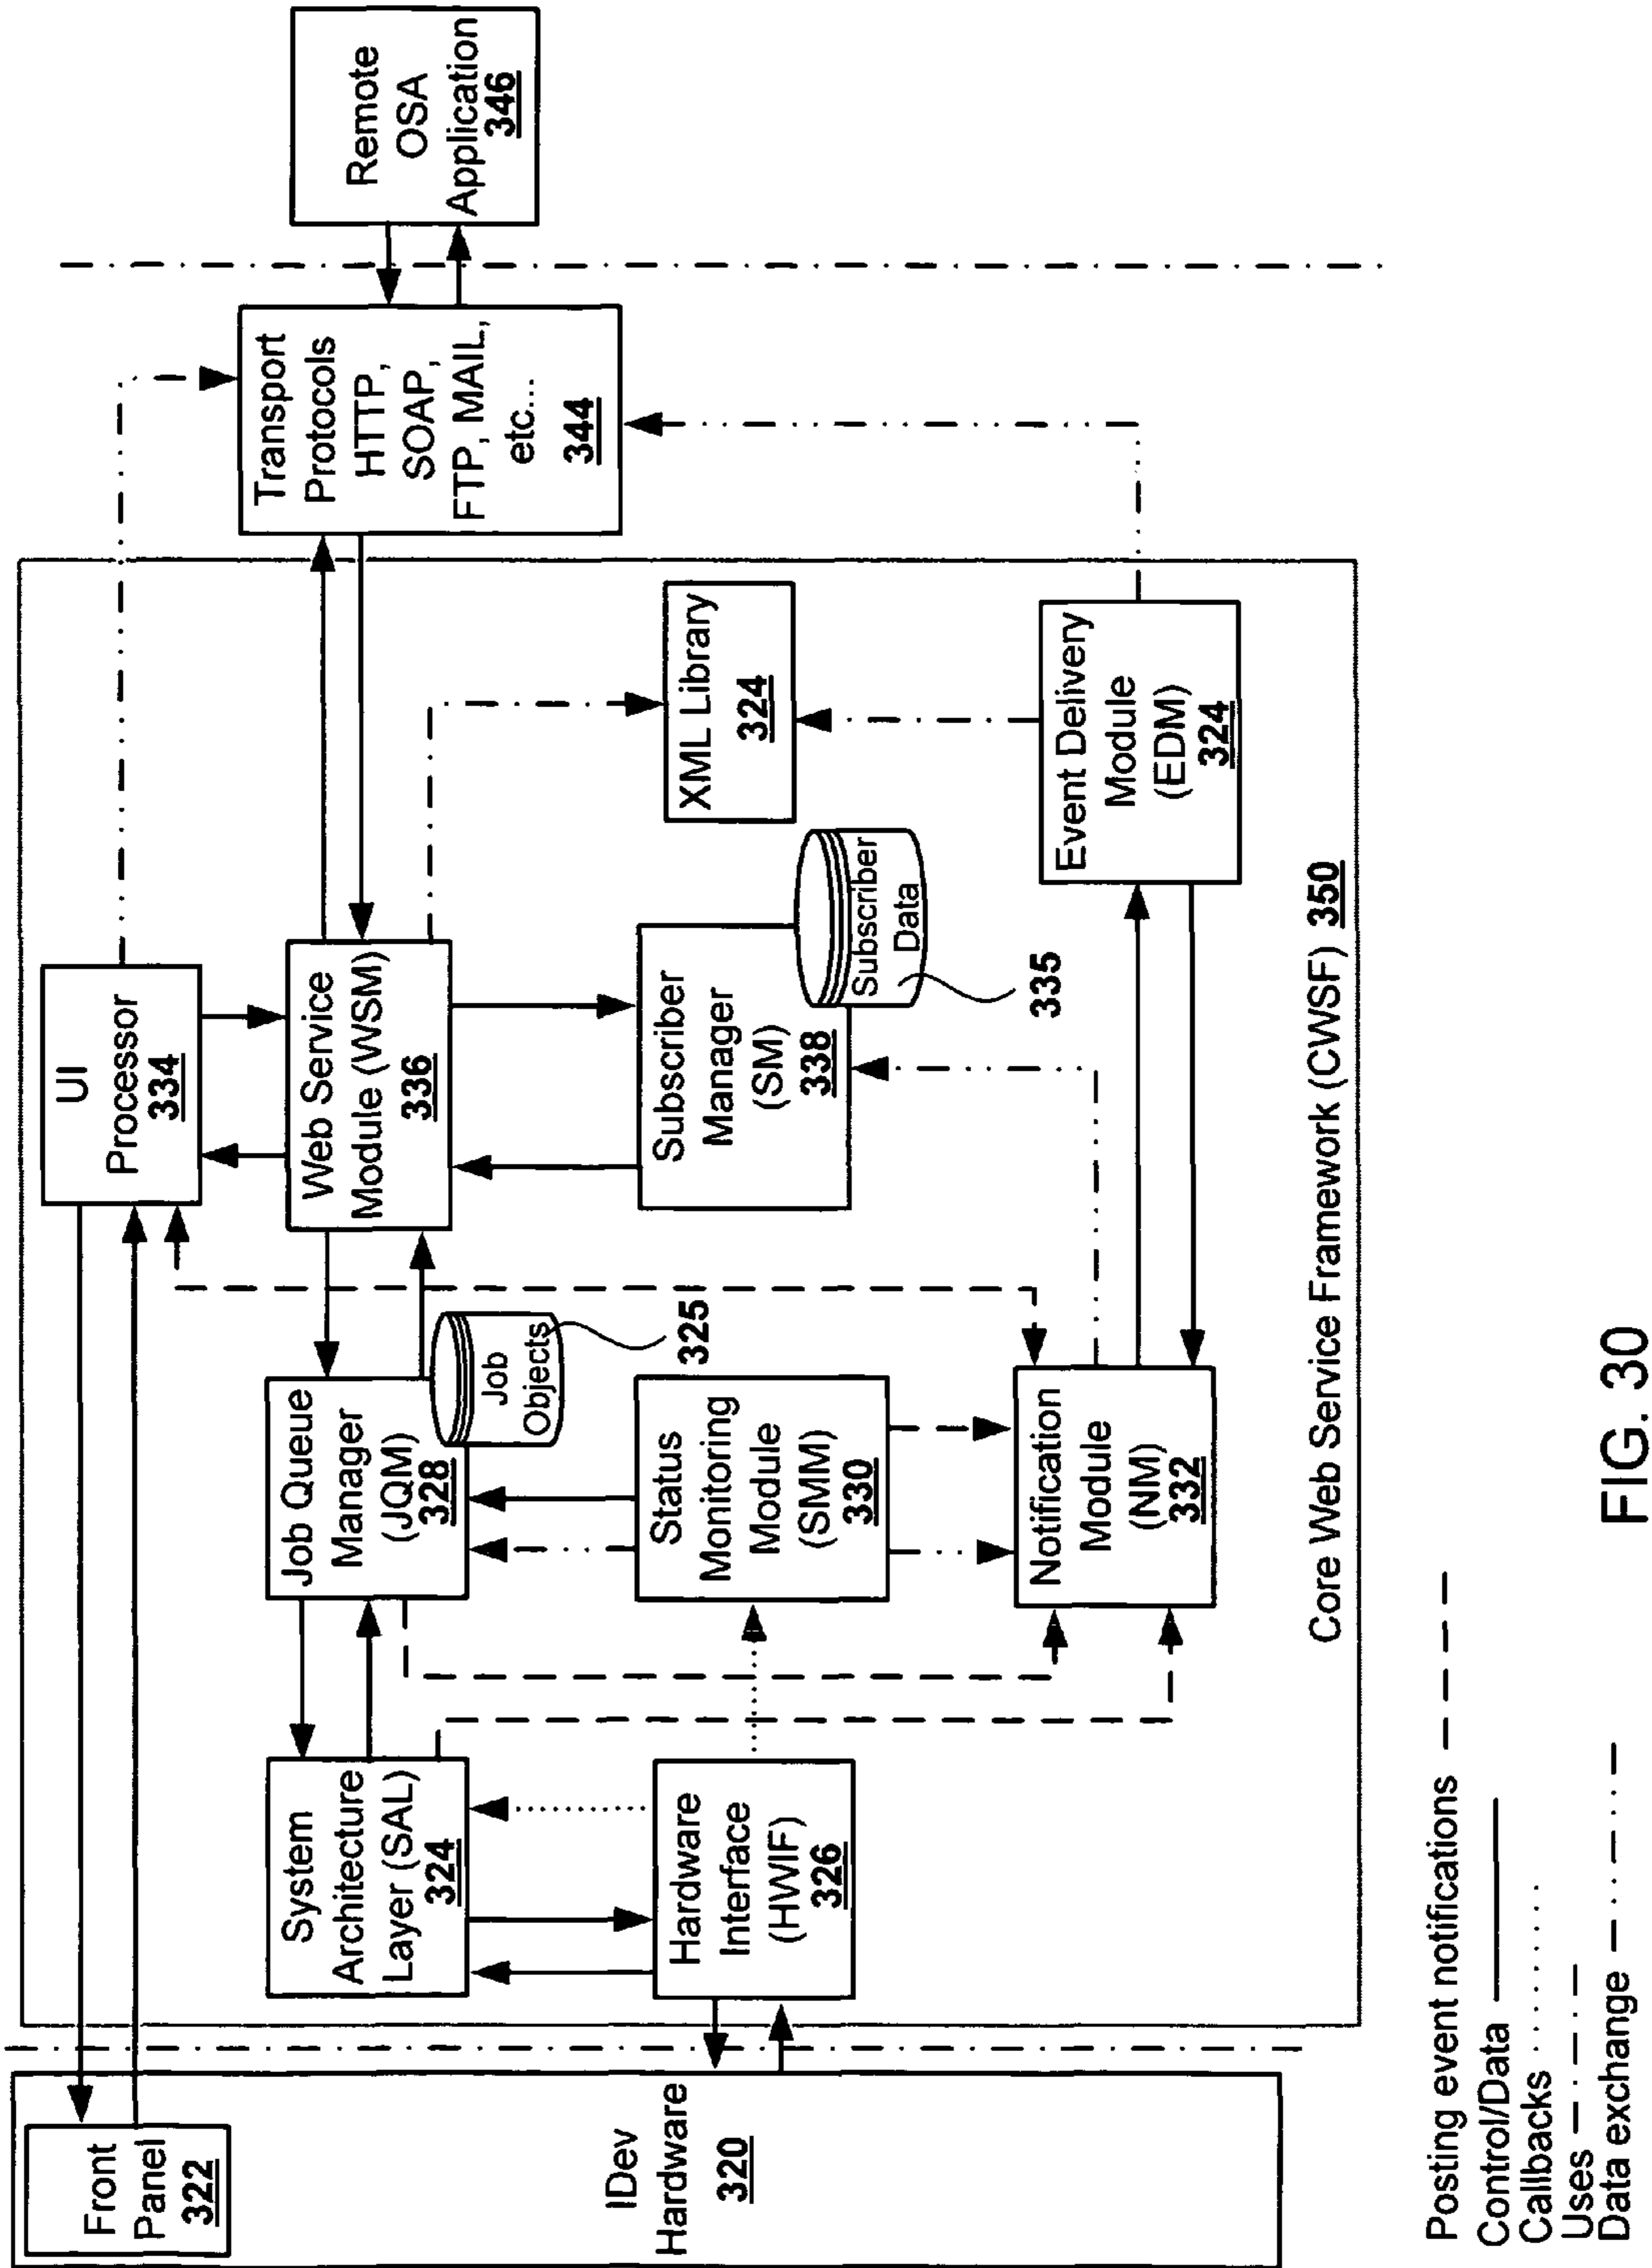 Front
Panel
322
IDev
Hardware
320
System
Architecture
Layer (SAL)
324
Hardware
Interface
(HWIF)
326
Job Queue
Manager
(JQM)
328
Job
Objects
325
Status
Monitoring
Module
(SMM)
330
Notification
Module
(NM)
332
UI
Processor
334
Web Service
Module (WSM)
336
Subscriber
Manager
(SM)
338
Subscriber
Data
335
XML Library
324
Event Delivery
Module
(EDM)
324
Transport
Protocols
HTTP,
SOAP,
FTP, MAIL,
etc...
344
Remote
OSA
Application
346
Core Web Service Framework (CWSF) 350
Posting event notifications
Control/Data
Callbacks
Uses
Data exchange
FIG. 30